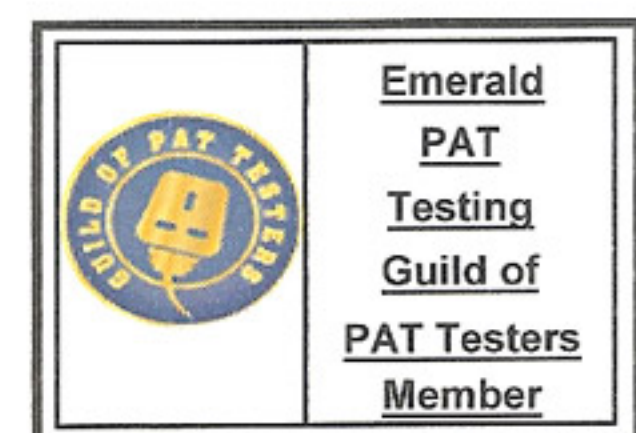 GUILD OF PAT TESTERS
Emerald
PAT
Testing
Guild of
PAT Testers
Member